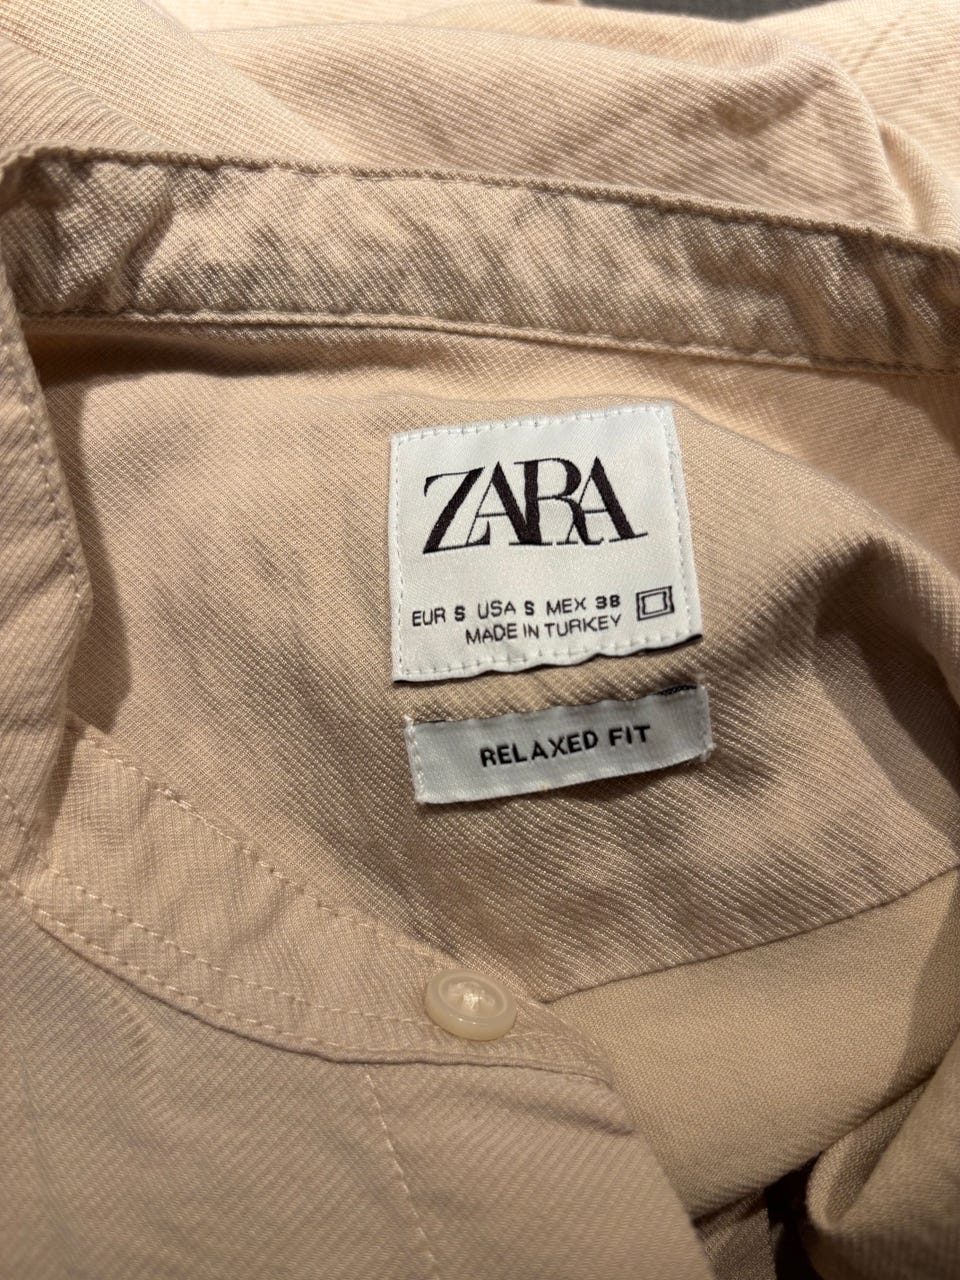 ZARA
EUR S USA S MEX 38
MADE IN TURKEY
RELAXED FIT